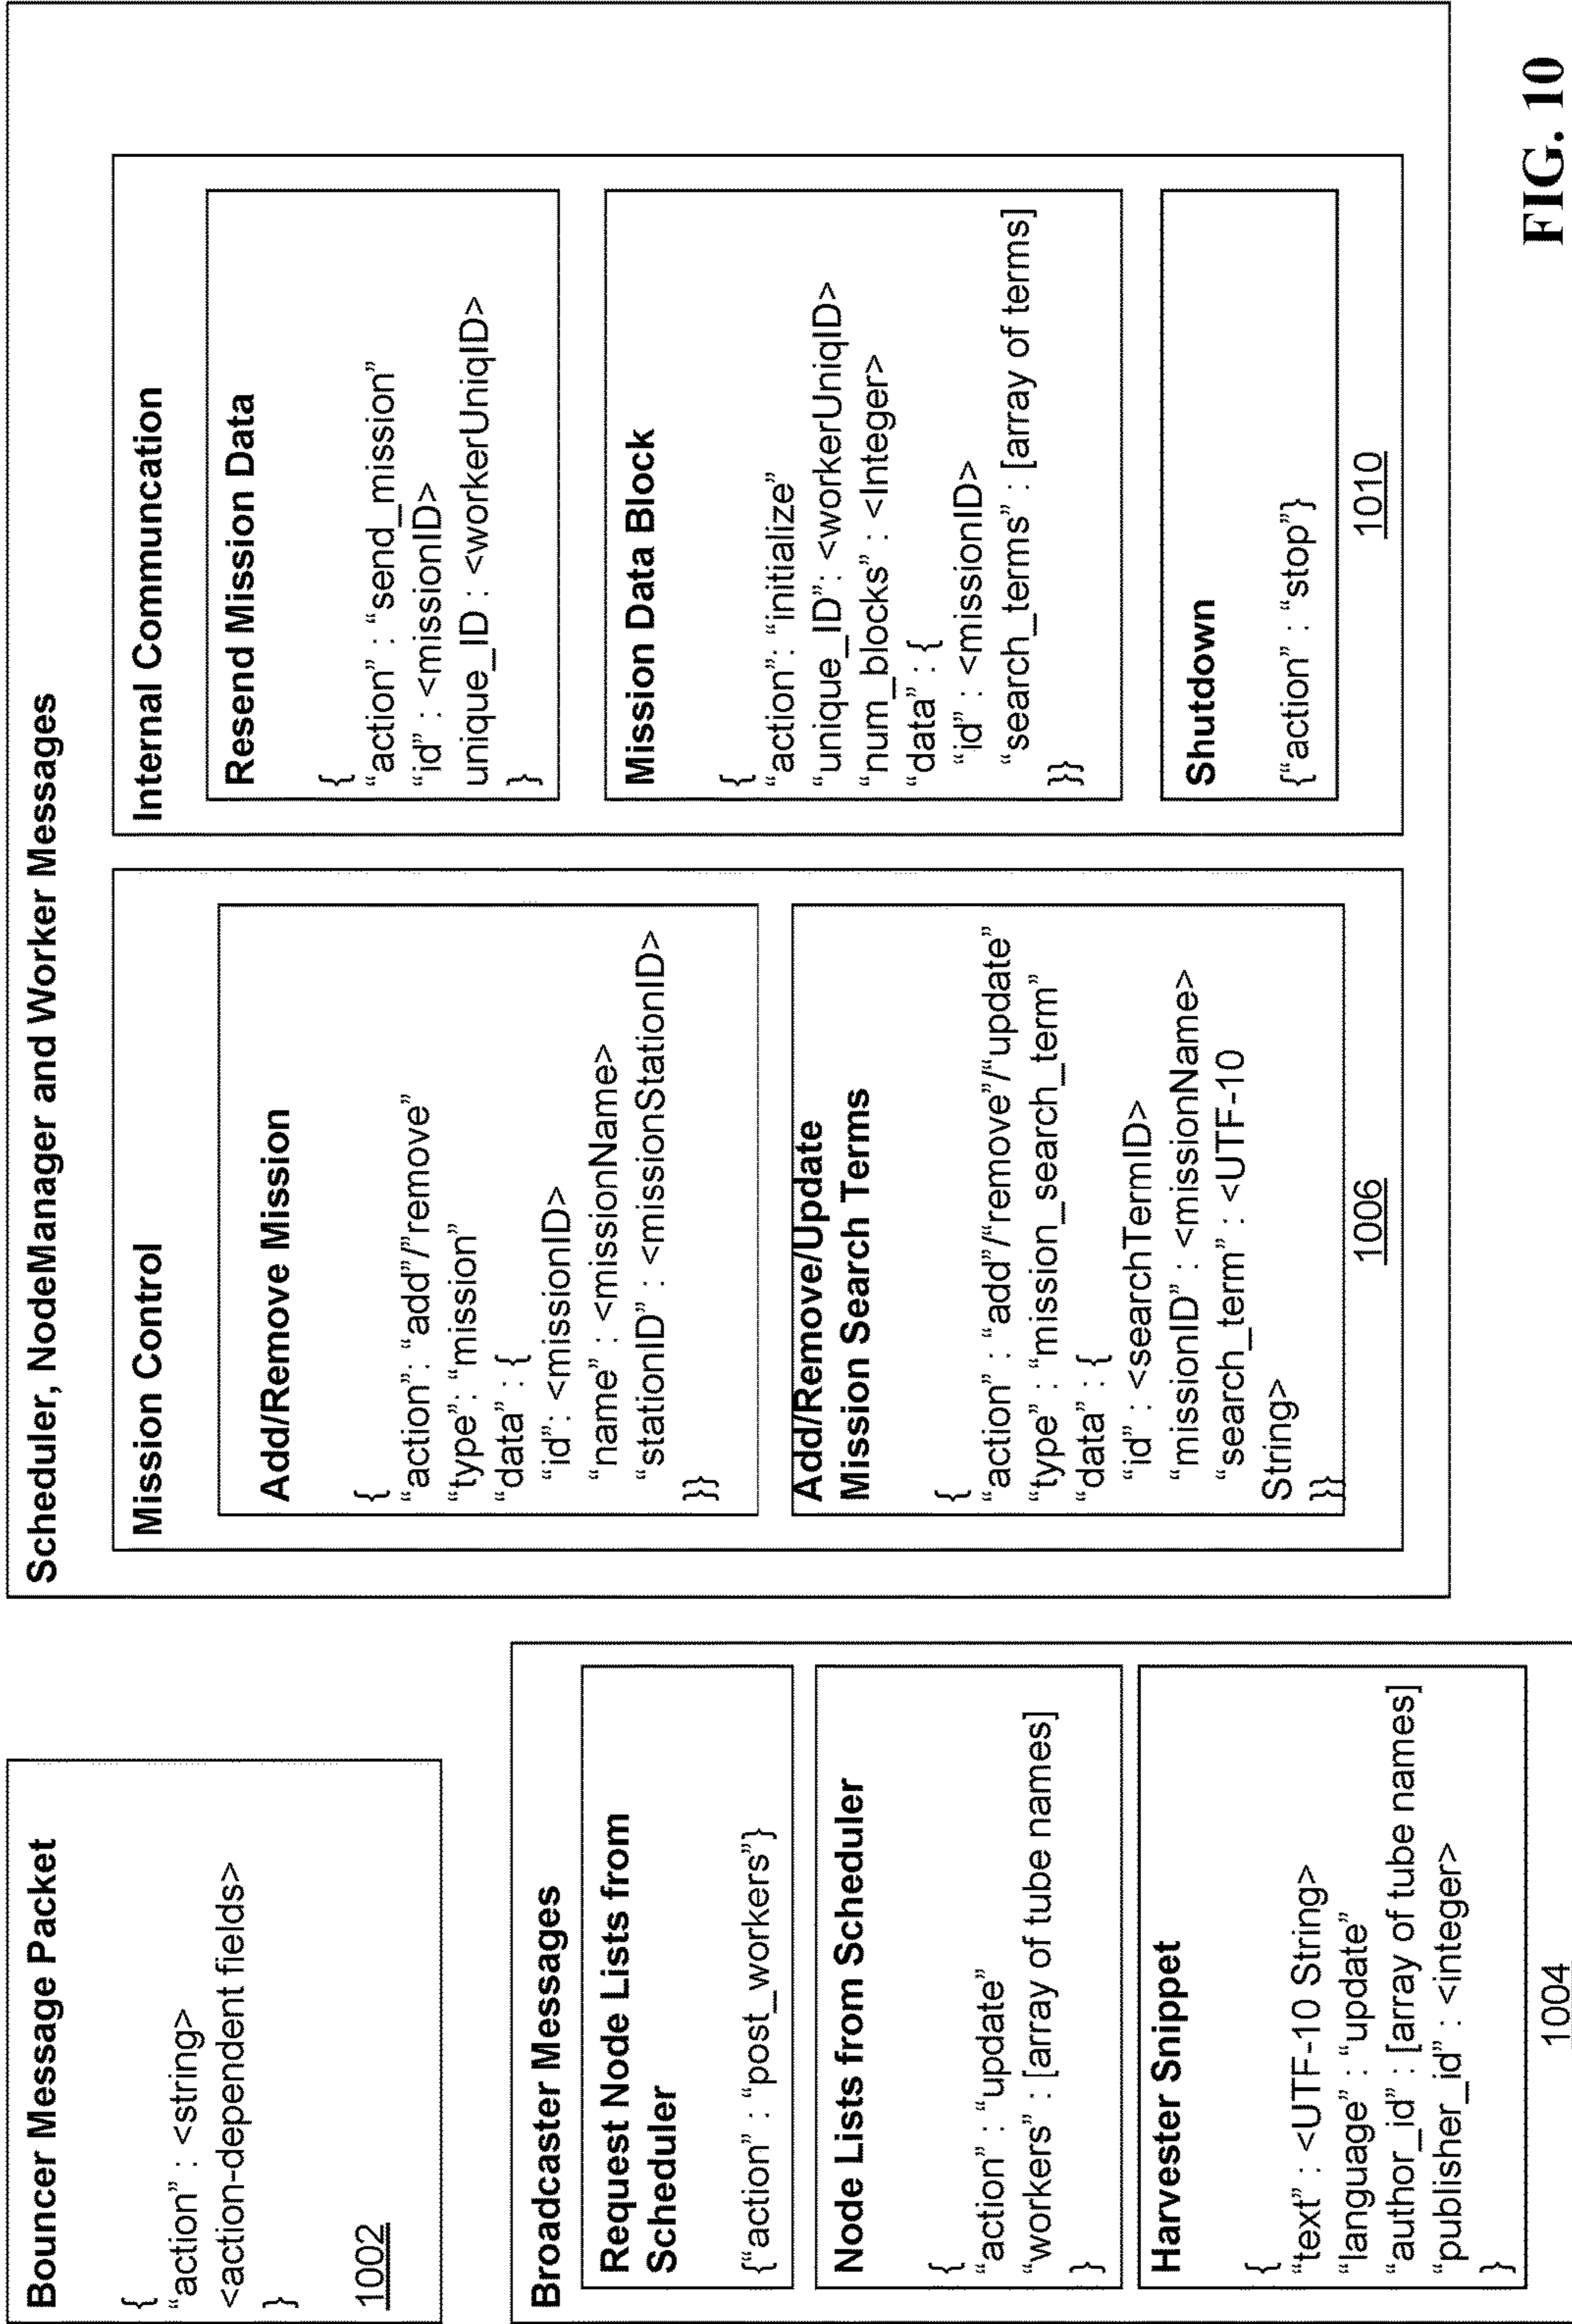 Bouncer Message Packet
{
“action” : <string>
<action-dependent fields>
}
1002
Broadcaster Messages
Request Node Lists from
Scheduler
{“action” : “post_workers”}
Node Lists from Scheduler
{
“action” : “update”
“workers” : [array of tube names]
}
Harvester Snippet
{
“text” : <UTF-10 String>
“language” : “update”
“author_id” : [array of tube names]
“publisher_id” : <integer>
}
1004
Scheduler, NodeManager and Worker Messages
Mission Control
Add/Remove Mission
{
“action” : “add”/“remove”
“type” : “mission”
“data” : {
“id” : <missionID>
“name” : <missionName>
“stationID” : <missionStationID>
}}
Add/Remove/Update
Mission Search Terms
{
“action” : “add”/“remove”/“update”
“type” : “mission_search_term”
“data” : {
“id” : <searchTermID>
“missionID” : <missionName>
“search_term” : <UTF-10
String>
}}
1006
Internal Communcation
Resend Mission Data
{
“action” : “send_mission”
“id” : <missionID>
unique_ID : <workerUniqID>
}
Mission Data Block
{
“action” : “initialize”
“unique_ID” : <workerUniqID>
“num_blocks” : <Integer>
“data” : {
“id” : <missionID>
“search_terms” : [array of terms]
}}
Shutdown
{“action” : “stop”}
1010
FIG. 10